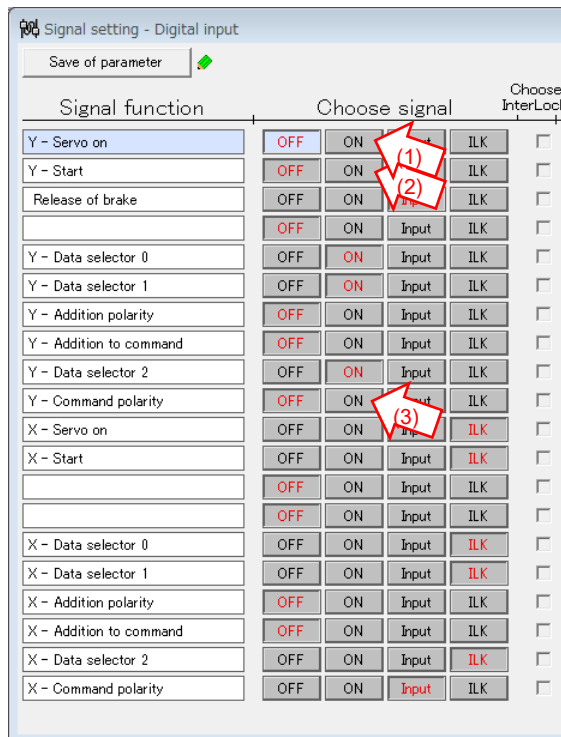 Signal setting - Digital input
Save of parameter
Signal function Choose signal Choose InterLock
Y - Servo on OFF ON (1) ILK
Y - Start OFF ON (2) ILK
Release of brake OFF ON Input ILK
OFF ON Input ILK
Y - Data selector 0 OFF ON Input ILK
Y - Data selector 1 OFF ON Input ILK
Y - Addition polarity OFF ON Input ILK
Y - Addition to command OFF ON Input ILK
Y - Data selector 2 OFF ON Input ILK
Y - Command polarity OFF ON (3) ILK
X - Servo on OFF ON Input ILK
X - Start OFF ON Input ILK
OFF ON Input ILK
OFF ON Input ILK
X - Data selector 0 OFF ON Input ILK
X - Data selector 1 OFF ON Input ILK
X - Addition polarity OFF ON Input ILK
X - Addition to command OFF ON Input ILK
X - Data selector 2 OFF ON Input ILK
X - Command polarity OFF ON Input ILK